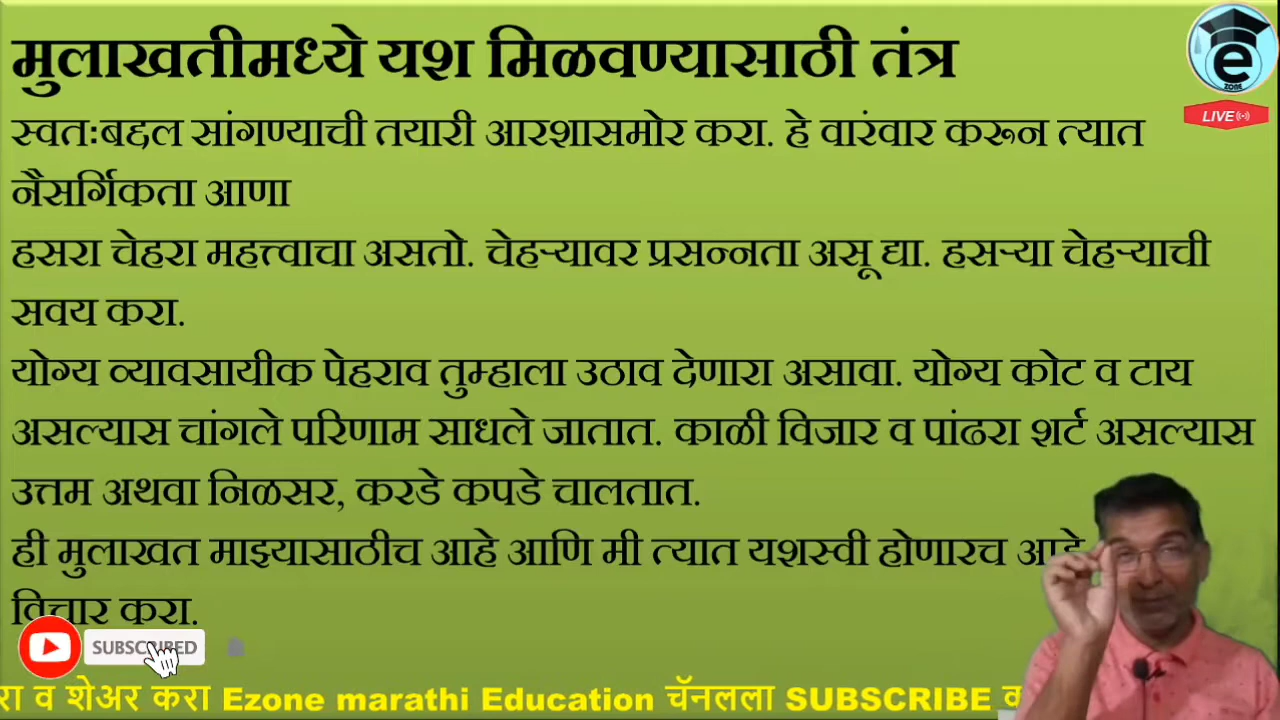 मुलाखतीमध्ये यश मिळवण्यासाठी तंत्र
e
ZONE
LIVE
स्वतःबद्दल सांगण्याची तयारी आरशासमोर करा. हे वारंवार करून त्यात
नैसर्गिकता आणा
हसरा चेहरा महत्त्वाचा असतो. चेहऱ्यावर प्रसन्नता असू द्या. हसऱ्या चेहऱ्याची
सवय करा.
योग्य व्यावसायीक पेहराव तुम्हाला उठाव देणारा असावा. योग्य कोट व टाय
असल्यास चांगले परिणाम साधले जातात. काळी विजार व पांढरा शर्ट असल्यास
उत्तम अथवा निळसर, करडे कपडे चालतात.
ही मुलाखत माझ्यासाठीच आहे आणि मी त्यात यशस्वी होणारच आहे
विचार करा.
SUBSCRIBED
व शेअर करा Ezone marathi Education चॅनलला SUBSCRIBE